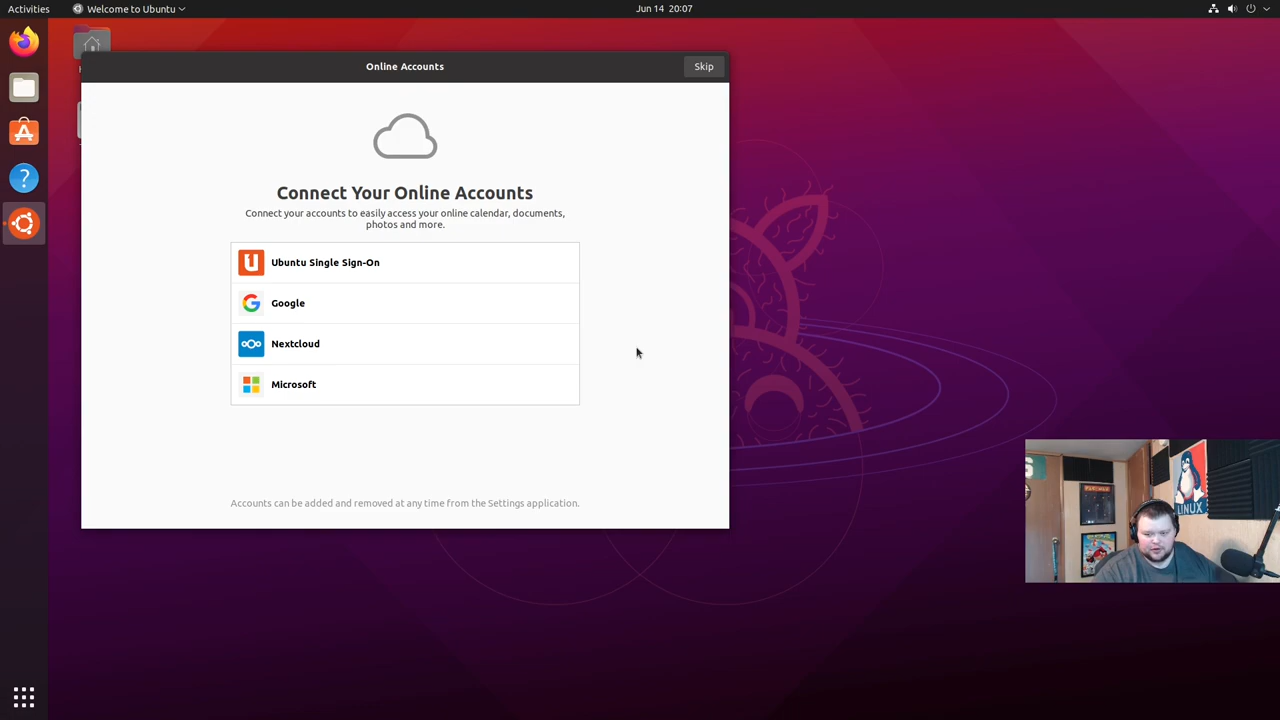 Activities
Welcome to Ubuntu
Jun 14 20:07
Online Accounts
Skip
Connect Your Online Accounts
Connect your accounts to easily access your online calendar, documents,
photos and more.
Ubuntu Single Sign-On
Google
Nextcloud
Microsoft
Accounts can be added and removed at any time from the Settings application.
LINUX